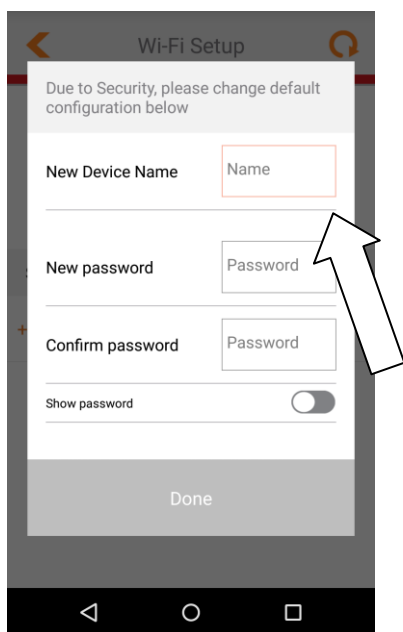 Wi-Fi Setup
Due to Security, please change default
configuration below
New Device Name
Name
New password
Password
Confirm password
Password
Show password
Done